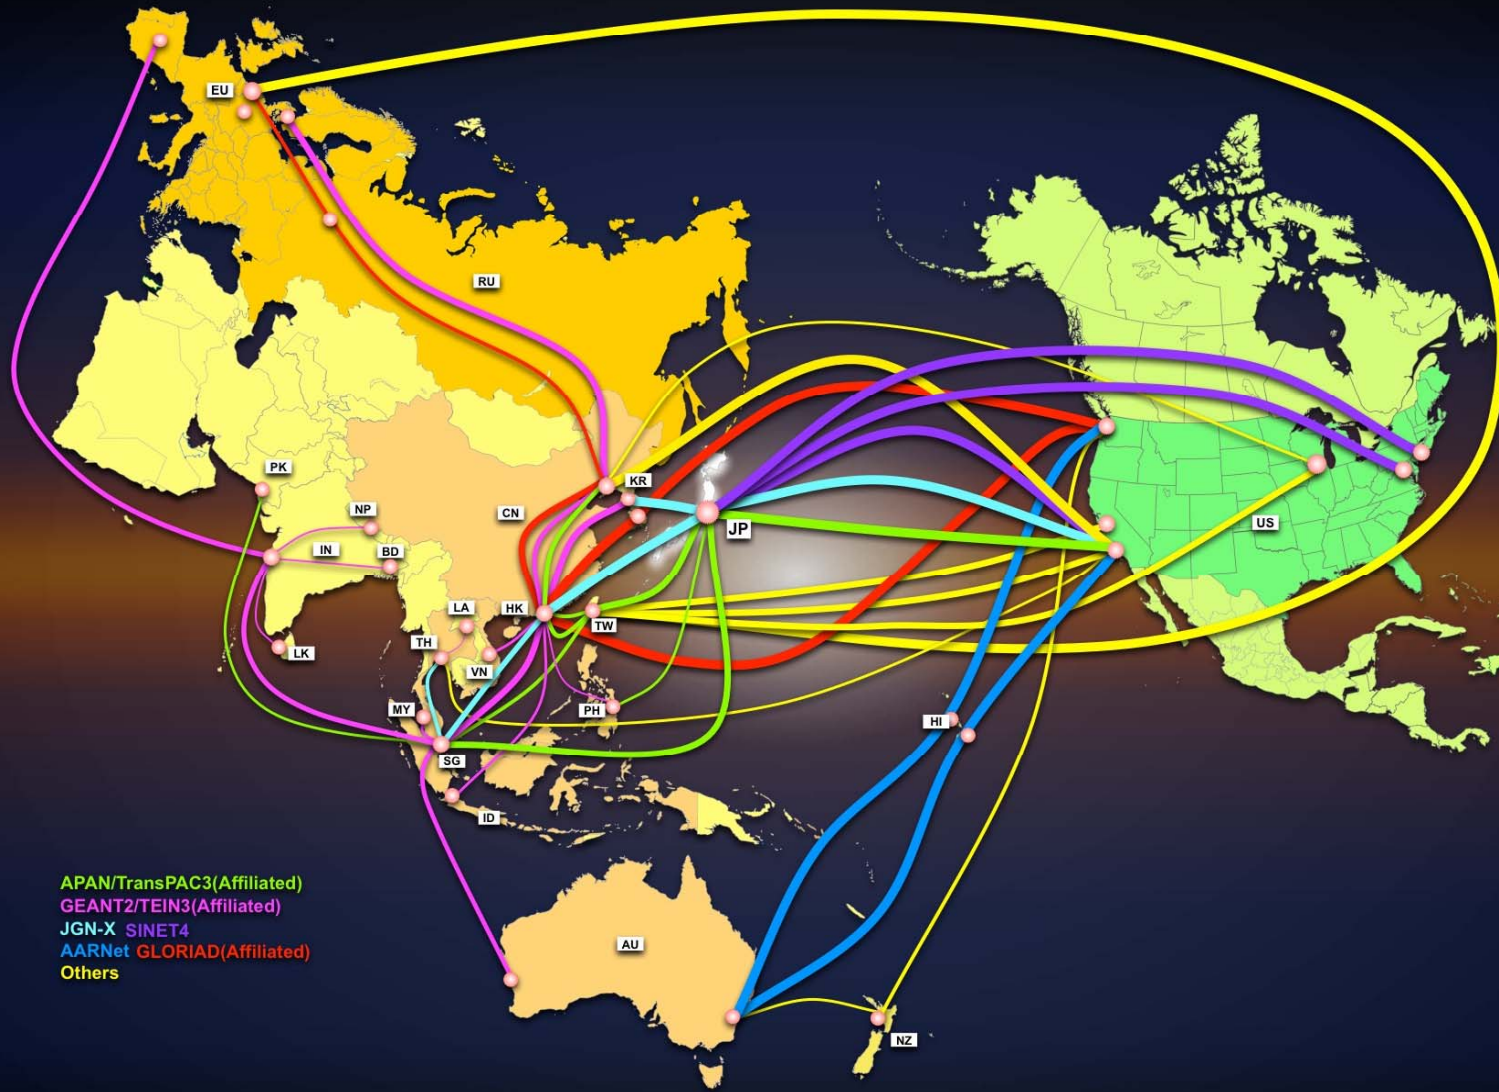 EU
RU
PK
KR
NP
CN
JP
US
IN
BD
LA
HK
TW
TH
LK
VN
MY
PH
HI
SG
ID
APAN/TransPAC3(Affiliated)
GEANT2/TEIN3(Affiliated)
JGN-X SINET4
AARNet GLORIAD(Affiliated)
Others
AU
NZ